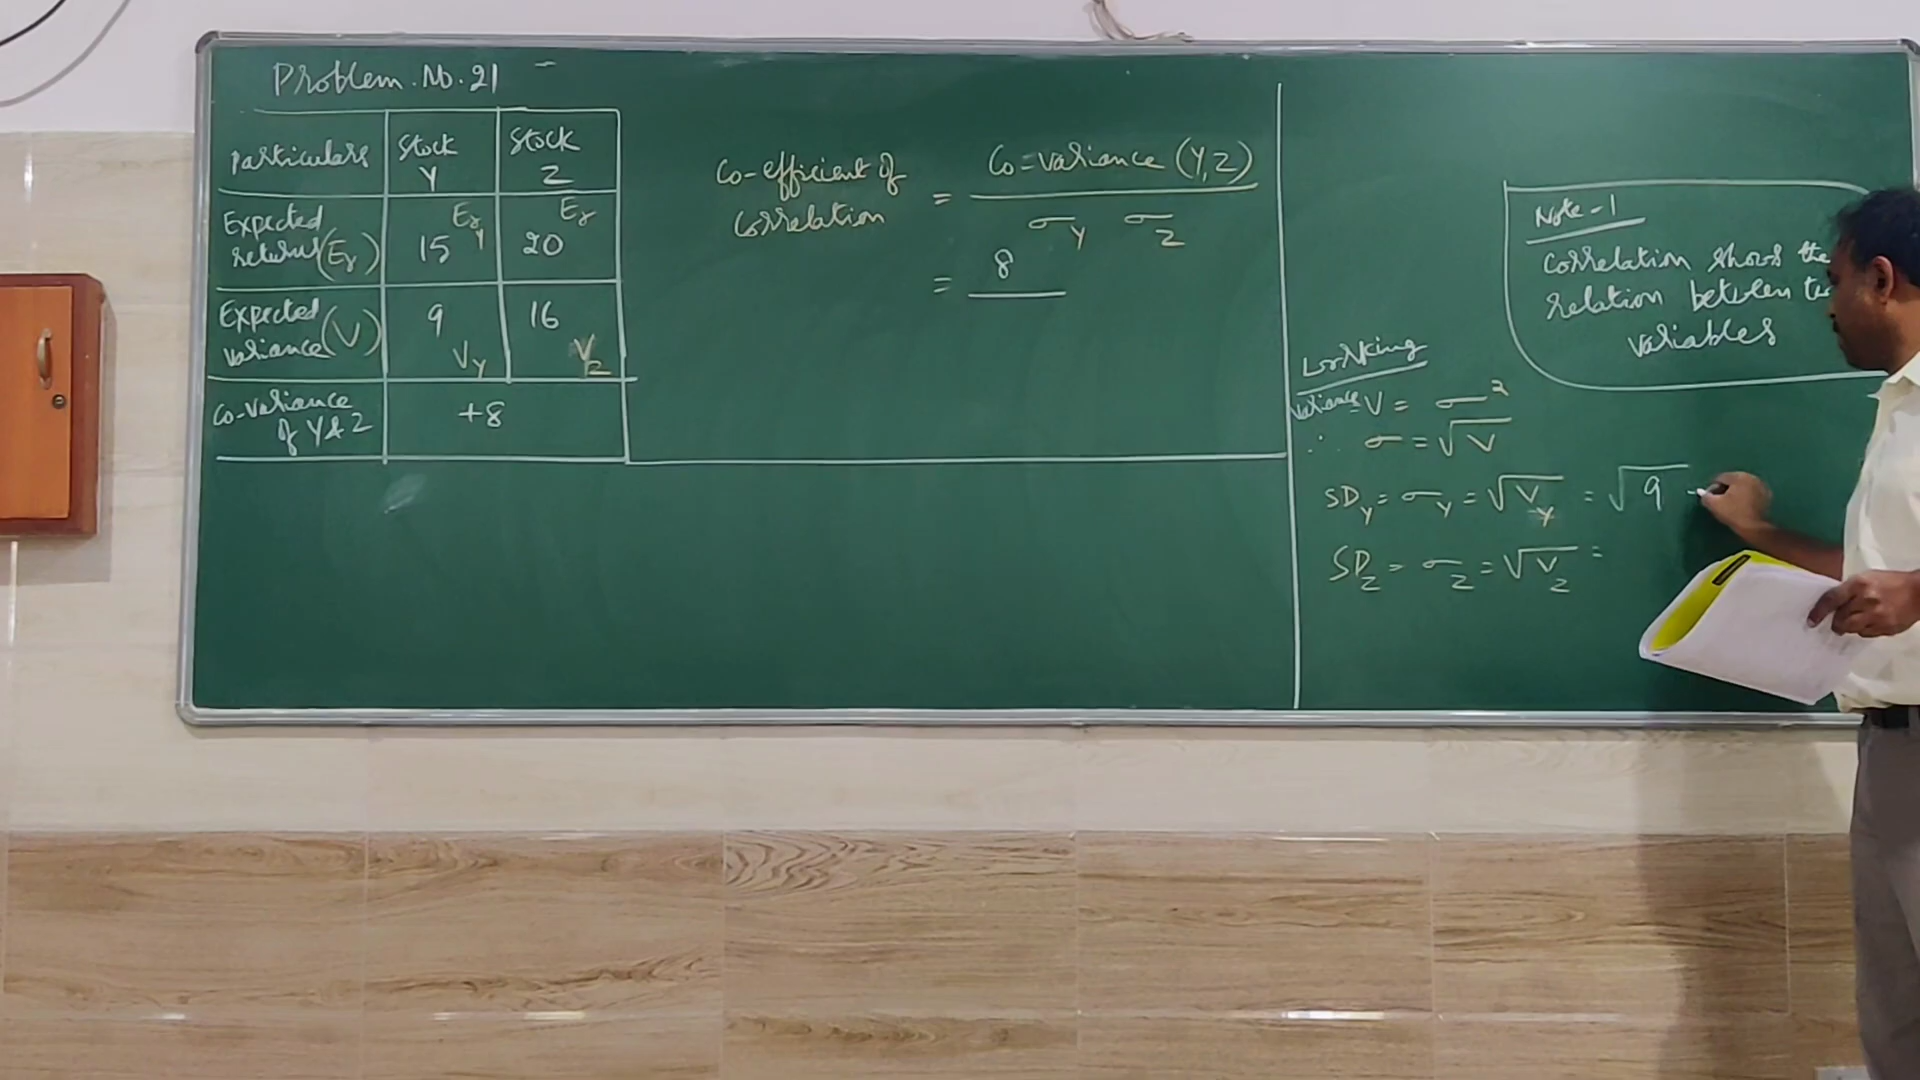 Problem. No. 21
Particulars Stock Y Stock Z
Expected returns (Er) 15 ErY 20 Er
Expected variance (V) 9 VY 16 VZ
Co-variance of Y & Z +8
Co-efficient of Correlation = Co-variance (Y,Z)
σY σZ
= 8
Note-1
Correlation shows the
relation between
variables
Working
Variance = V = σ²
∴ σ = √V
SDY = σY = √VY = √9
SDZ = σZ = √VZ =